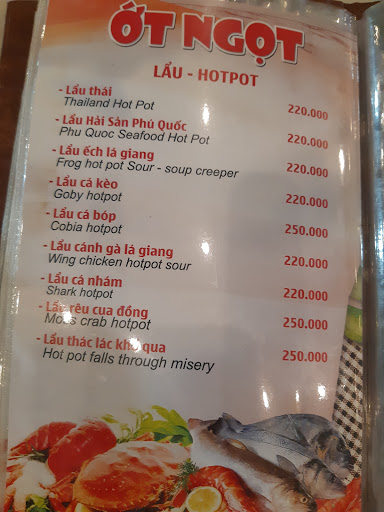 ỚT NGỌT
LẨU - HOTPOT
- Lẩu thái 220.000
Thailand Hot Pot
- Lẩu Hải Sản Phú Quốc 220.000
Phu Quoc Seafood Hot Pot
- Lẩu ếch lá giang 220.000
Frog hot pot Sour - soup creeper
- Lẩu cá kèo 220.000
Goby hotpot
- Lẩu cá bóp 250.000
Cobia hotpot
- Lẩu cánh gà lá giang 220.000
Wing chicken hotpot sour
- Lẩu cá nhám 220.000
Shark hotpot
- Lẩu rêu cua đồng 250.000
Moss crab hotpot
- Lẩu thác lác khổ qua 250.000
Hot pot falls through misery